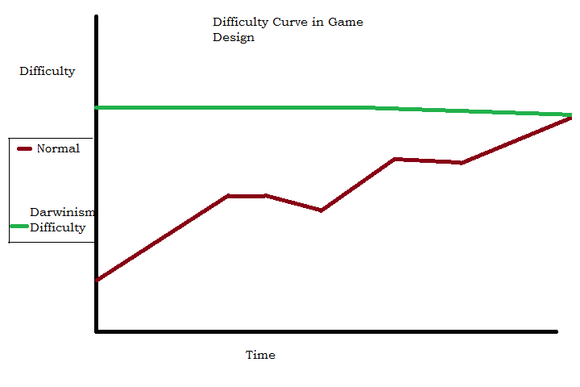 Difficulty Curve in Game
Design
Difficulty
Normal
Darwinism
Difficulty
Time